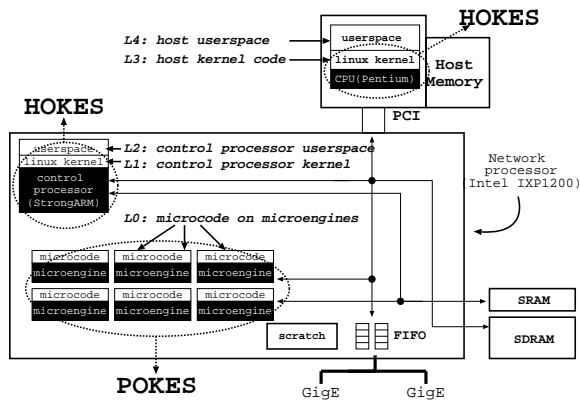 HOKES
L4: host userspace
userspace
L3: host kernel code
linux kernel
CPU(Pentium)
Host
Memory
PCI
HOKES
userspace
L2: control processor userspace
linux kernel
L1: control processor kernel
control
processor
(StrongARM)
Network
processor
(Intel IXP1200)
L0: microcode on microengines
microcode microcode microcode
microengine microengine microengine
microcode microcode microcode
microengine microengine microengine
SRAM
scratch
FIFO
SDRAM
POKES
GigE GigE